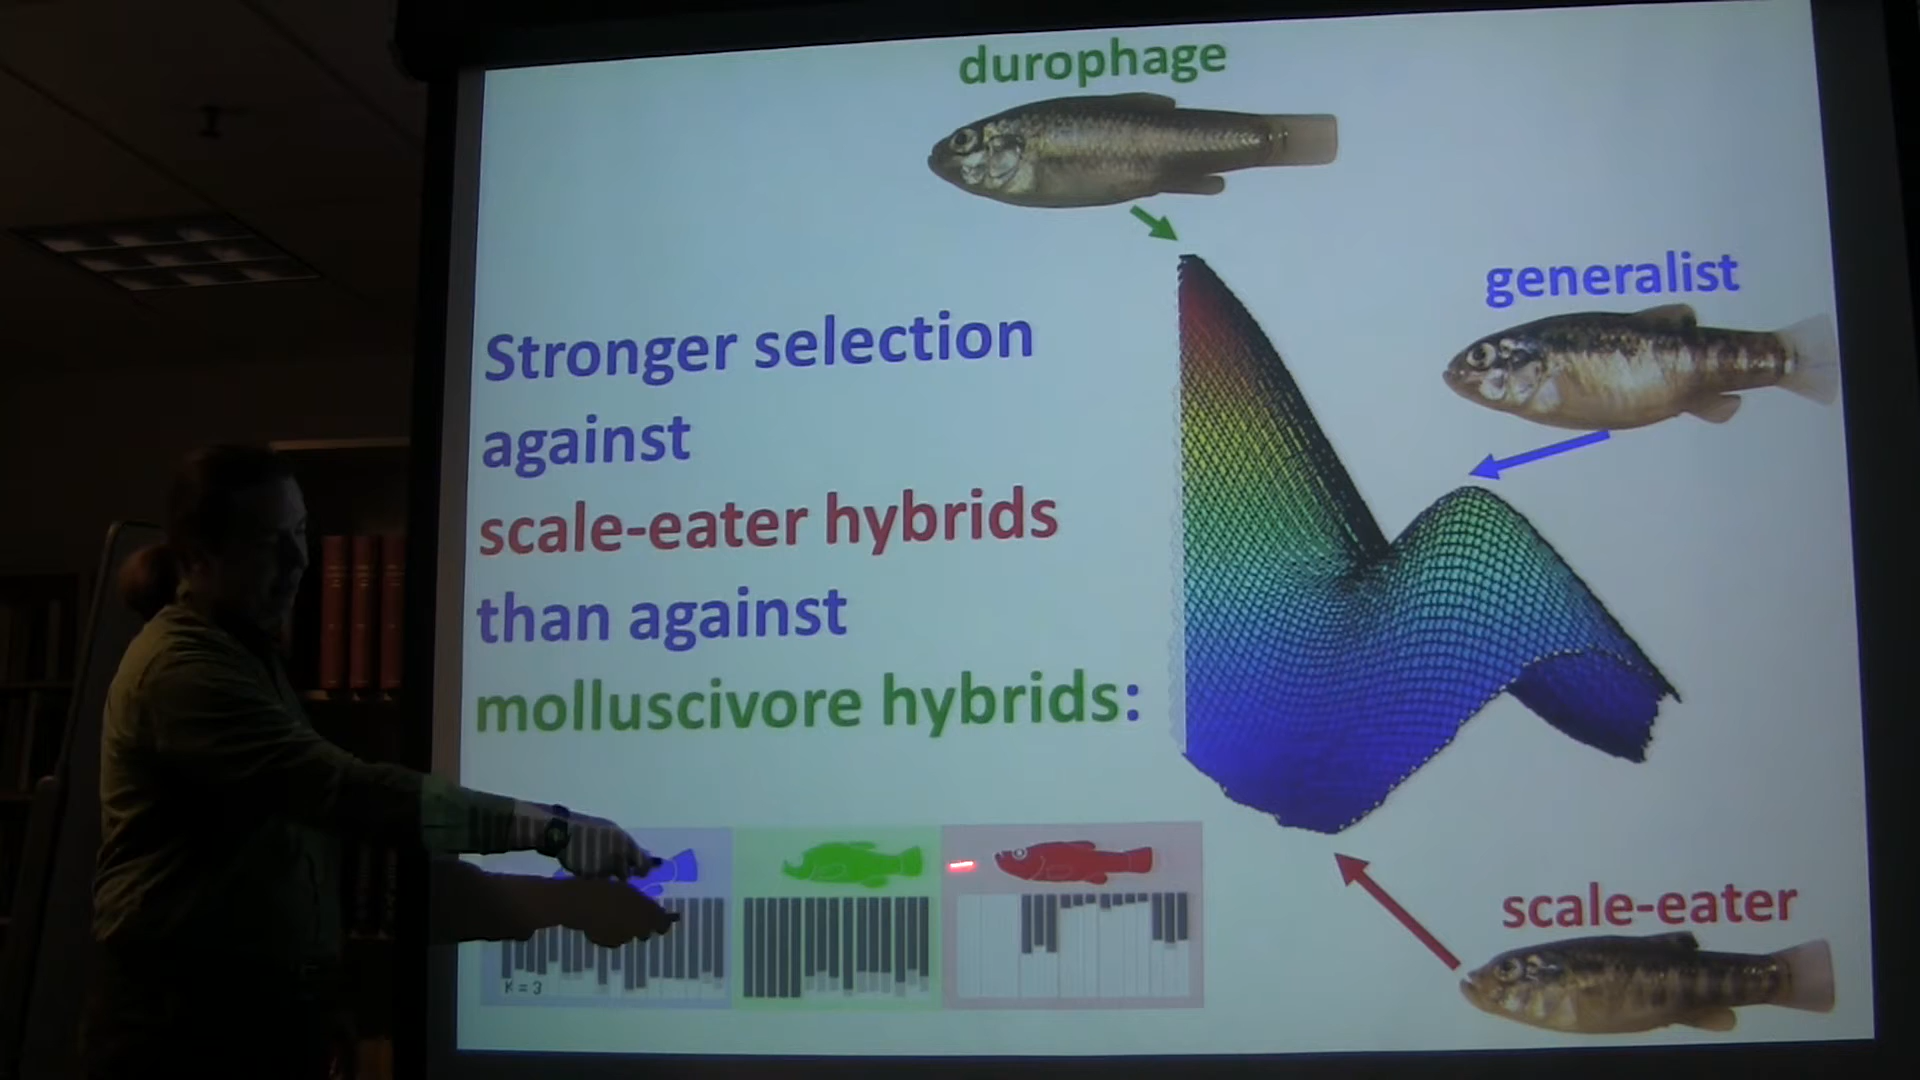 durophage
generalist
Stronger selection
against
scale-eater hybrids
than against
molluscivore hybrids:
K = 3
scale-eater